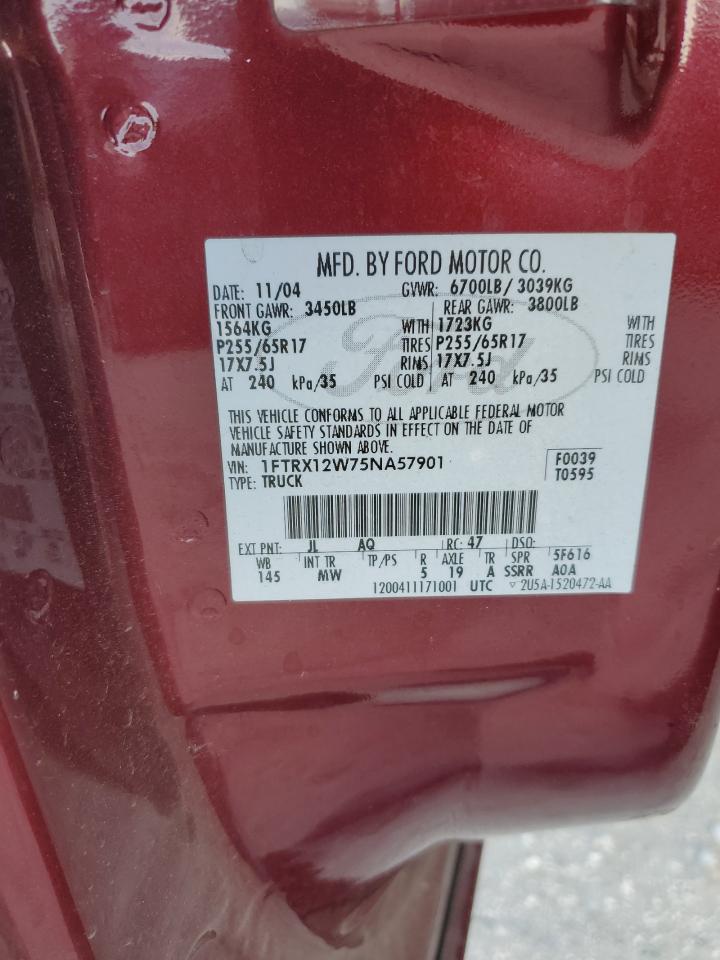 MFD. BY FORD MOTOR CO.
DATE: 11/04 GVWR: 6700LB/ 3039KG
FRONT GAWR: 3450LB REAR GAWR: 3800LB
1564KG WITH 1723KG WITH
P255/65R17 TIRES P255/65R17 TIRES
17X7.5J RIMS 17X7.5J RIMS
AT 240 kPa/35 PSI COLD AT 240 kPa/35 PSI COLD
Ford
THIS VEHICLE CONFORMS TO ALL APPLICABLE FEDERAL MOTOR
VEHICLE SAFETY STANDARDS IN EFFECT ON THE DATE OF
MANUFACTURE SHOWN ABOVE.
VIN: 1FTRX12W75NA57901 F0039
TYPE: TRUCK T0595
EXT PNT: JL AQ RC: 47 DSO:
WB INT TR TP/PS R AXLE TR SPR 5F616
145 MW 5 19 A SSRR A0A
1200411171001 UTC ▽ 2U5A-1520472-AA